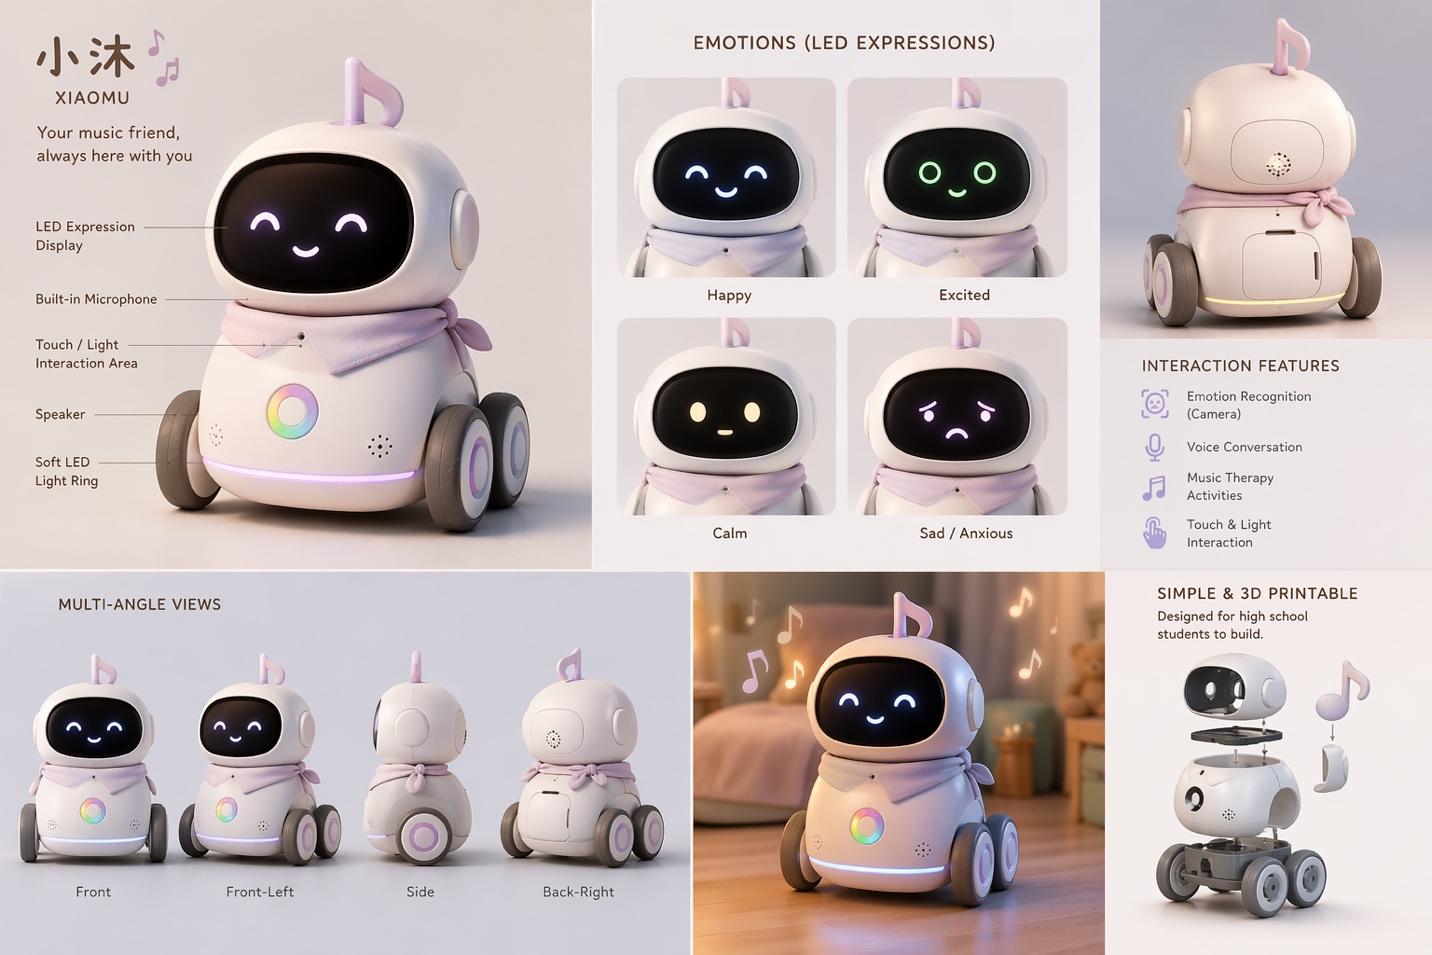 小沐
XIAOMU
Your music friend,
always here with you
LED Expression
Display
Built-in Microphone
Touch / Light
Interaction Area
Speaker
Soft LED
Light Ring
EMOTIONS (LED EXPRESSIONS)
Happy
Excited
Calm
Sad / Anxious
INTERACTION FEATURES
Emotion Recognition
(Camera)
Voice Conversation
Music Therapy
Activities
Touch & Light
Interaction
MULTI-ANGLE VIEWS
Front
Front-Left
Side
Back-Right
SIMPLE & 3D PRINTABLE
Designed for high school
students to build.